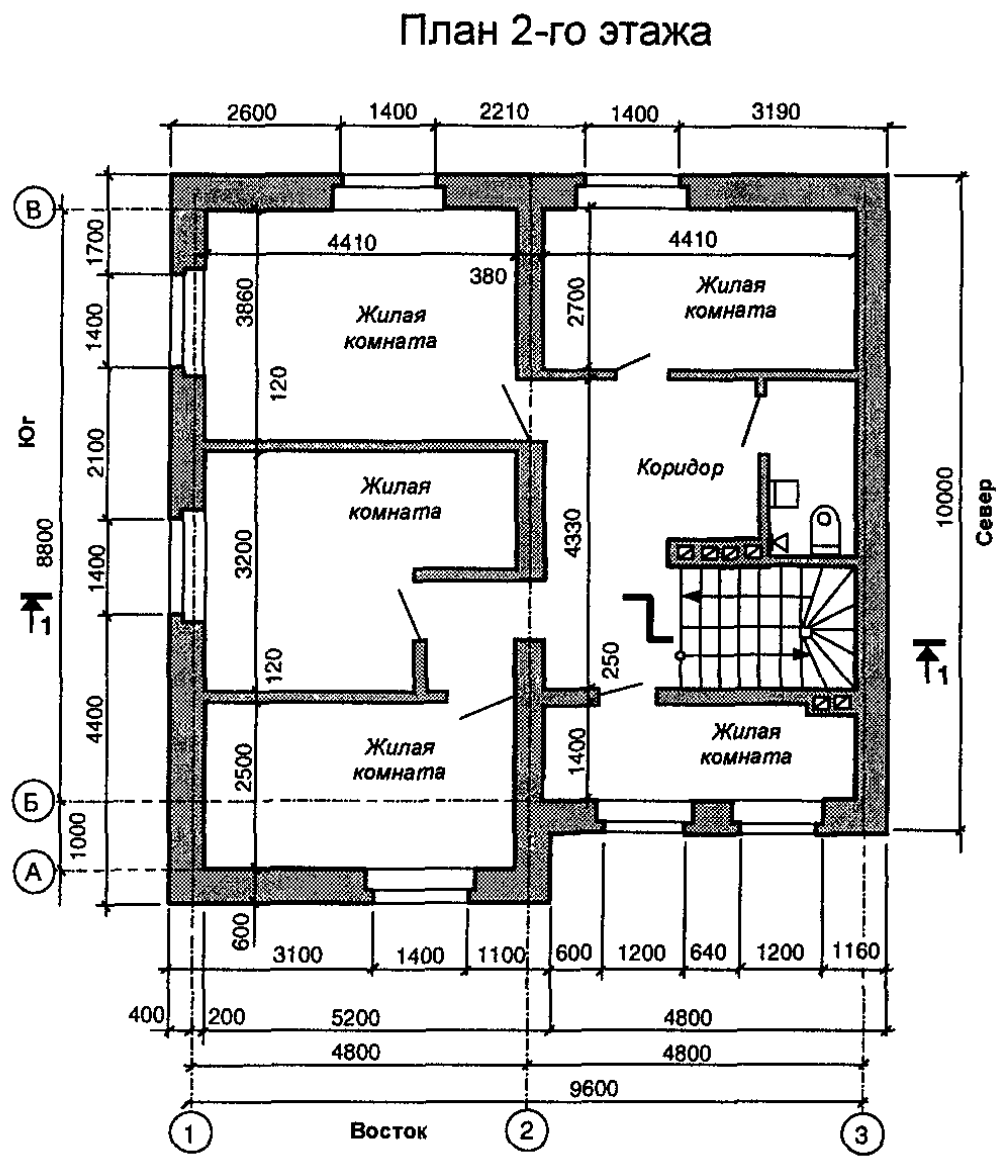 План 2-го этажа
2600 1400 2210 1400 3190
В
1700
4410
380
4410
3860
2700
Жилая
комната
Жилая
комната
1400
120
Юг
2100
Коридор
Жилая
комната
10000
Север
8800
3200
4330
1400
1
1
120
250
4400
Жилая
комната
Жилая
комната
2500
1400
Б
1000
А
600
3100 1400 1100 600 1200 640 1200 1160
400 200 5200 4800
4800 4800
9600
1 Восток 2 3